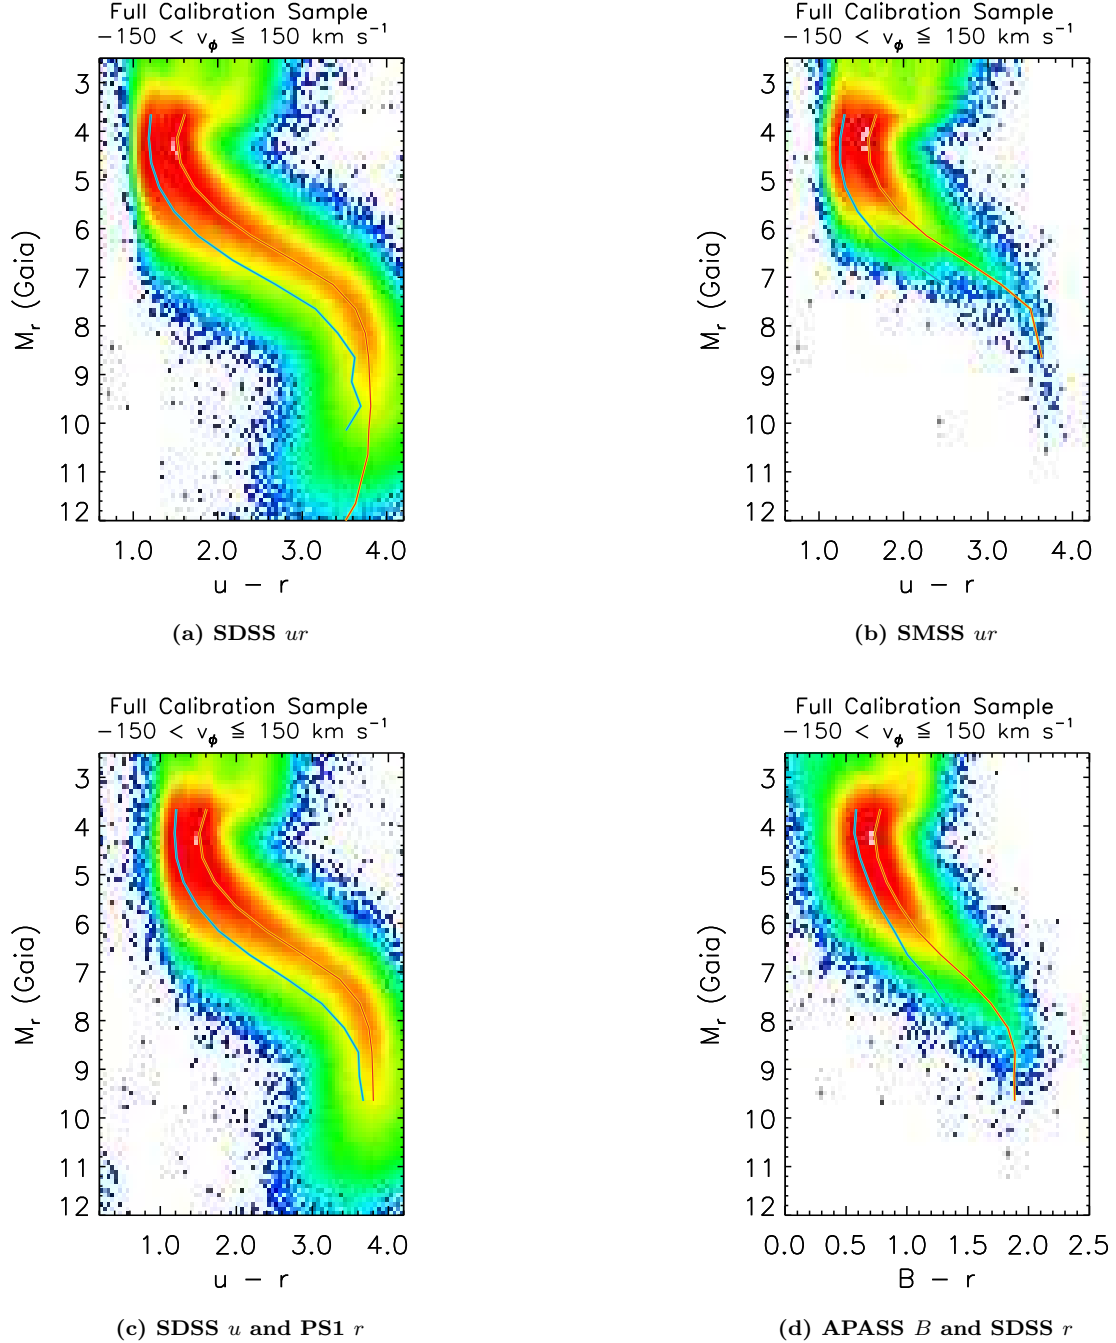 Full Calibration Sample
−150 < vϕ ≦ 150 km s⁻¹
3
4
5
6
7
8
9
10
11
12
Mr (Gaia)
1.0 2.0 3.0 4.0
u − r
(a) SDSS ur
Full Calibration Sample
−150 < vϕ ≦ 150 km s⁻¹
3
4
5
6
7
8
9
10
11
12
Mr (Gaia)
1.0 2.0 3.0 4.0
u − r
(b) SMSS ur
Full Calibration Sample
−150 < vϕ ≦ 150 km s⁻¹
3
4
5
6
7
8
9
10
11
12
Mr (Gaia)
1.0 2.0 3.0 4.0
u − r
(c) SDSS u and PS1 r
Full Calibration Sample
−150 < vϕ ≦ 150 km s⁻¹
3
4
5
6
7
8
9
10
11
12
Mr (Gaia)
0.0 0.5 1.0 1.5 2.0 2.5
B − r
(d) APASS B and SDSS r